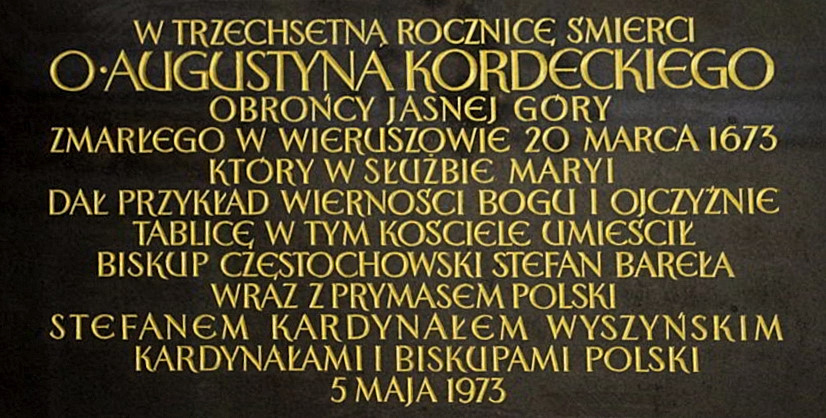 W TRZECHSETNĄ ROCZNICĘ ŚMIERCI
O·AUGUSTYNA KORDECKIEGO
OBROŃCY JASNEJ GÓRY
ZMARŁEGO W WIERUSZOWIE 20 MARCA 1673
KTÓRY W SŁUŻBIE MARYI
DAŁ PRZYKŁAD WIERNOŚCI BOGU I OJCZYŹNIE
TABLICĘ W TYM KOŚCIELE UMIEŚCIŁ
BISKUP CZĘSTOCHOWSKI STEFAN BAREŁA
WRAZ Z PRYMASEM POLSKI
STEFANEM KARDYNAŁEM WYSZYŃSKIM
KARDYNAŁAMI I BISKUPAMI POLSKI
5 MAJA 1973